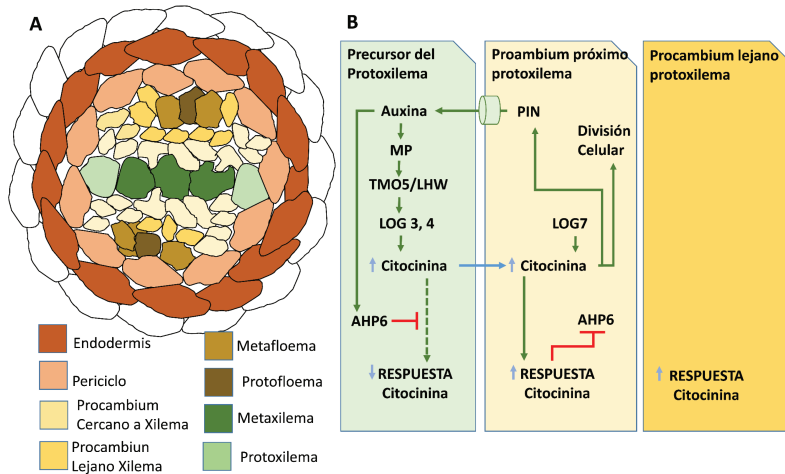 A
Endodermis
Periciclo
Procambium
Cercano a Xilema
Procambiun
Lejano Xilema
Metafloema
Protofloema
Metaxilema
Protoxilema
B
Precursor del
Protoxilema
Auxina
MP
TMO5/LHW
LOG 3, 4
Citocinina
AHP6
RESPUESTA
Citocinina
Proambium próximo
protoxilema
PIN
División
Celular
LOG7
Citocinina
AHP6
RESPUESTA
Citocinina
Procambium lejano
protoxilema
RESPUESTA
Citocinina